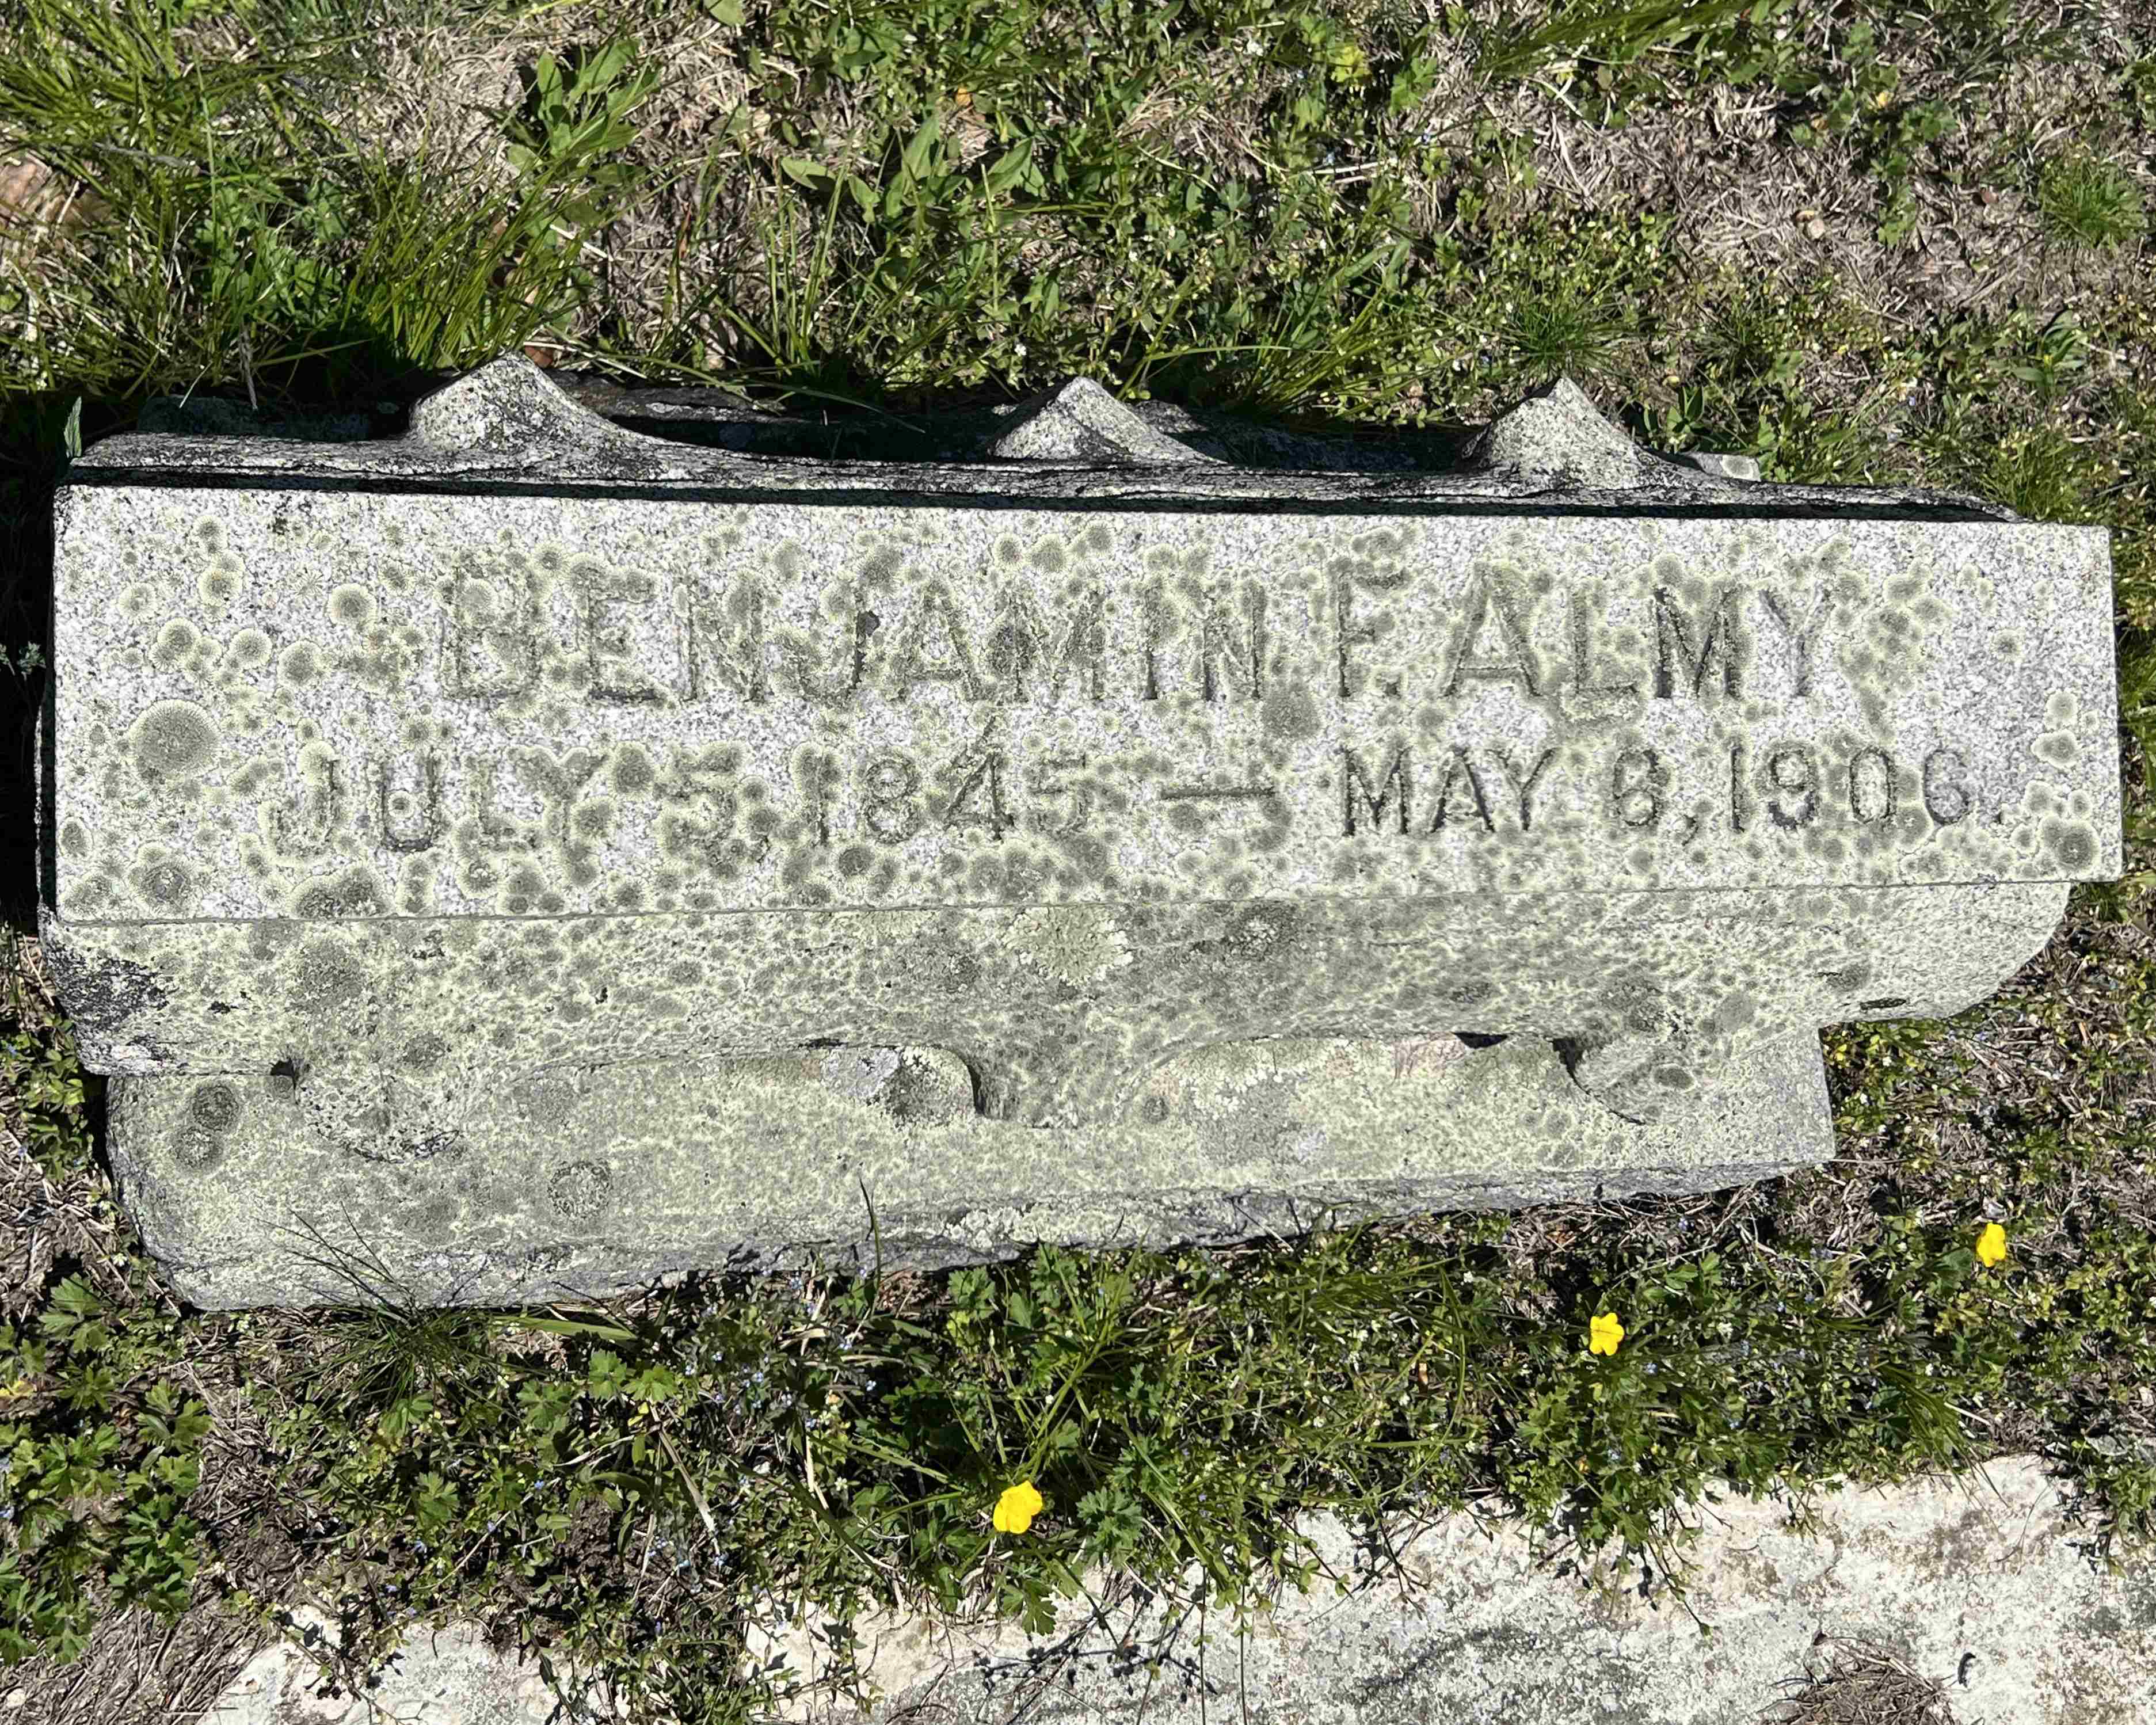 BENJAMIN F. ALMY
JULY 5, 1845 — MAY 8, 1906.